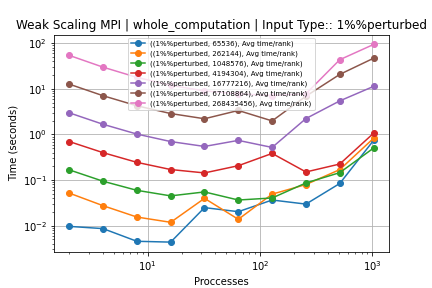 Weak Scaling MPI | whole_computation | Input Type:: 1%%perturbed
((1%%perturbed, 65536), Avg time/rank)
((1%%perturbed, 262144), Avg time/rank)
((1%%perturbed, 1048576), Avg time/rank)
((1%%perturbed, 4194304), Avg time/rank)
((1%%perturbed, 16777216), Avg time/rank)
((1%%perturbed, 67108864), Avg time/rank)
((1%%perturbed, 268435456), Avg time/rank)
Time (seconds)
10²
10¹
10⁰
10⁻¹
10⁻²
10¹ 10² 10³
Proccesses